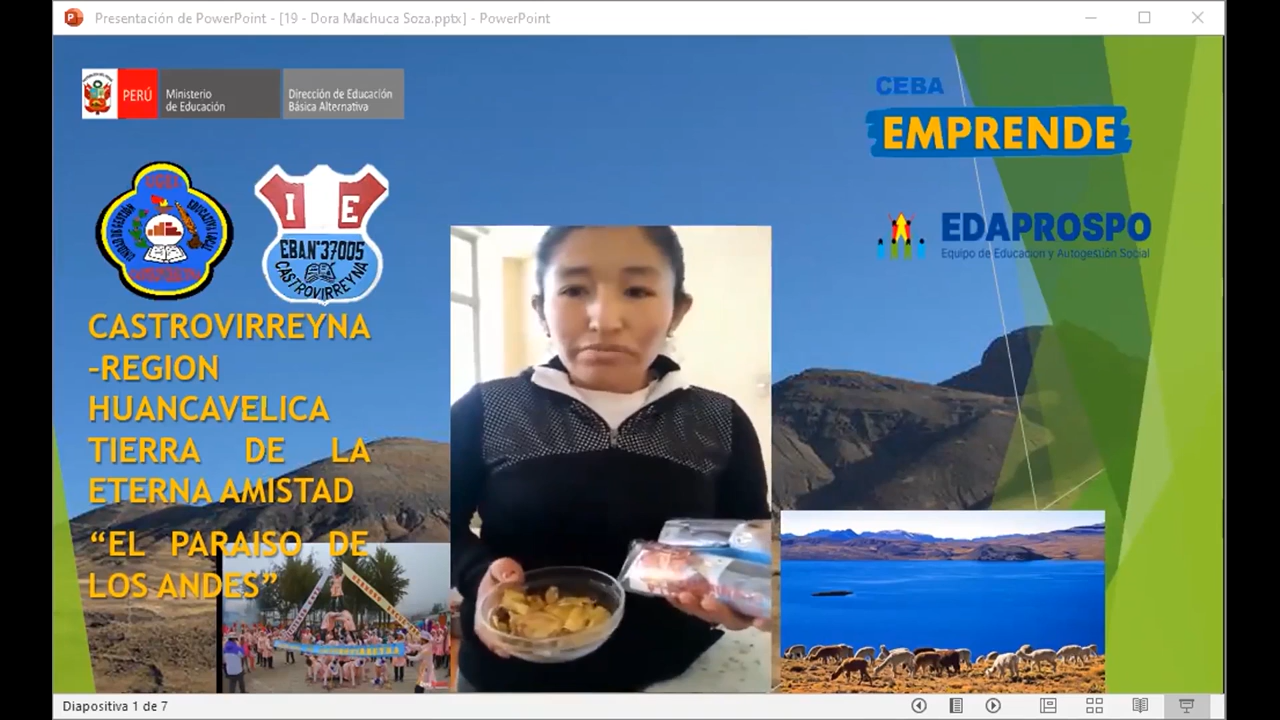 Presentación de PowerPoint - [19 - Dora Machuca Soza.pptx] - PowerPoint
PERÚ
Ministerio
de Educación
Dirección de Educación
Básica Alternativa
CEBA
EMPRENDE
I E
EBA.N°37005
CASTROVIRREYNA
EDAPROSPO
Equipo de Educacion y Autogestión Social
CASTROVIRREYNA
-REGION
HUANCAVELICA
TIERRA DE LA
ETERNA AMISTAD
“EL PARAISO DE
LOS ANDES”
Diapositiva 1 de 7